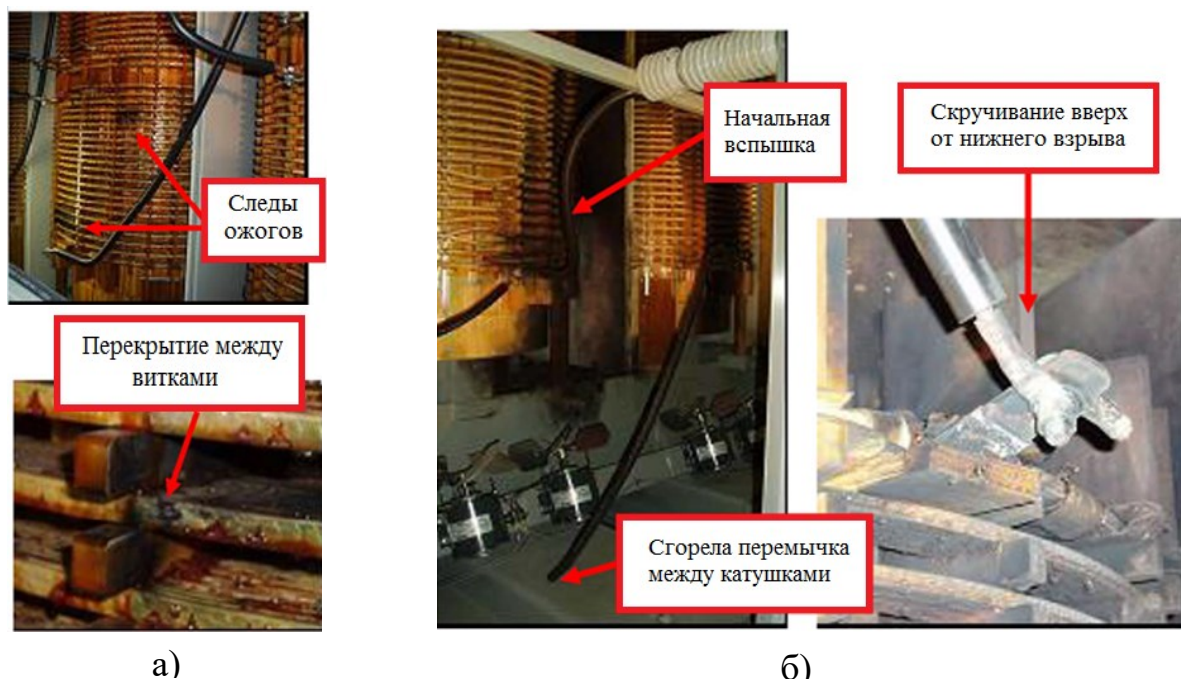 Следы
ожогов
Перекрытие между
витками
а)
Начальная
вспышка
Скручивание вверх
от нижнего взрыва
Сгорела перемычка
между катушками
б)